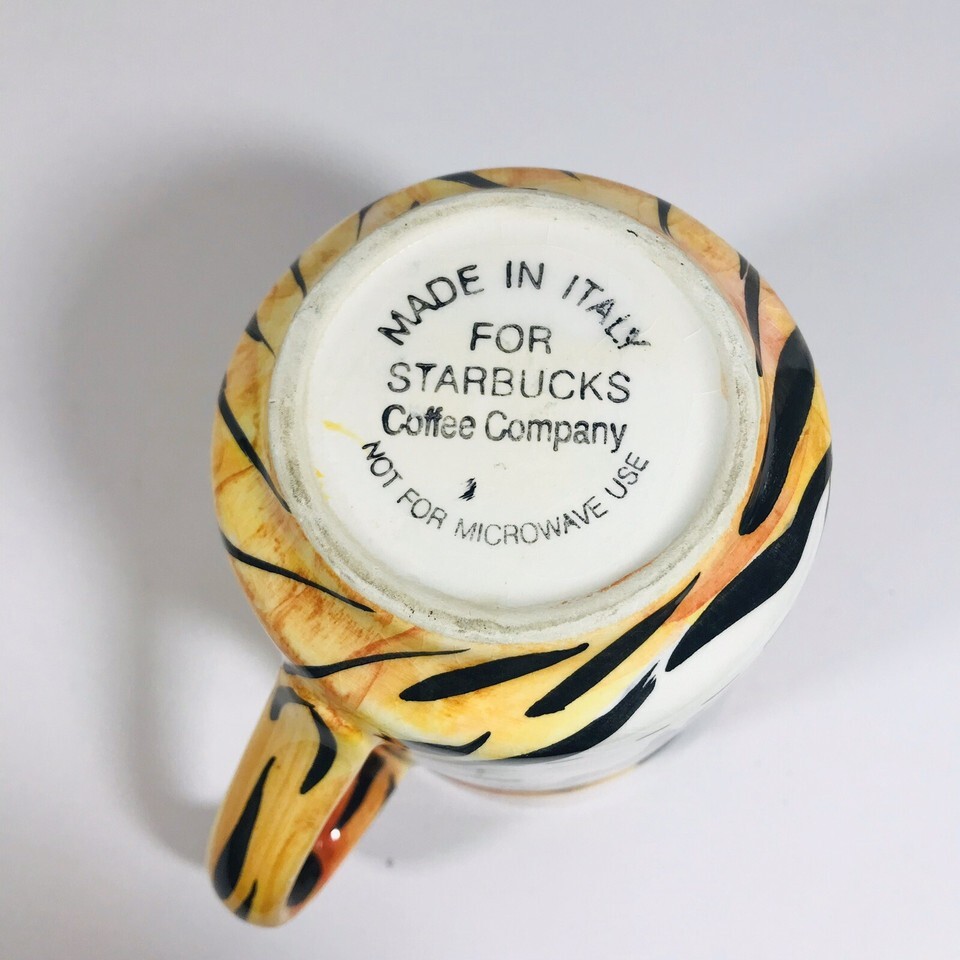 MADE IN ITALY
FOR
STARBUCKS
Coffee Company
NOT FOR MICROWAVE USE